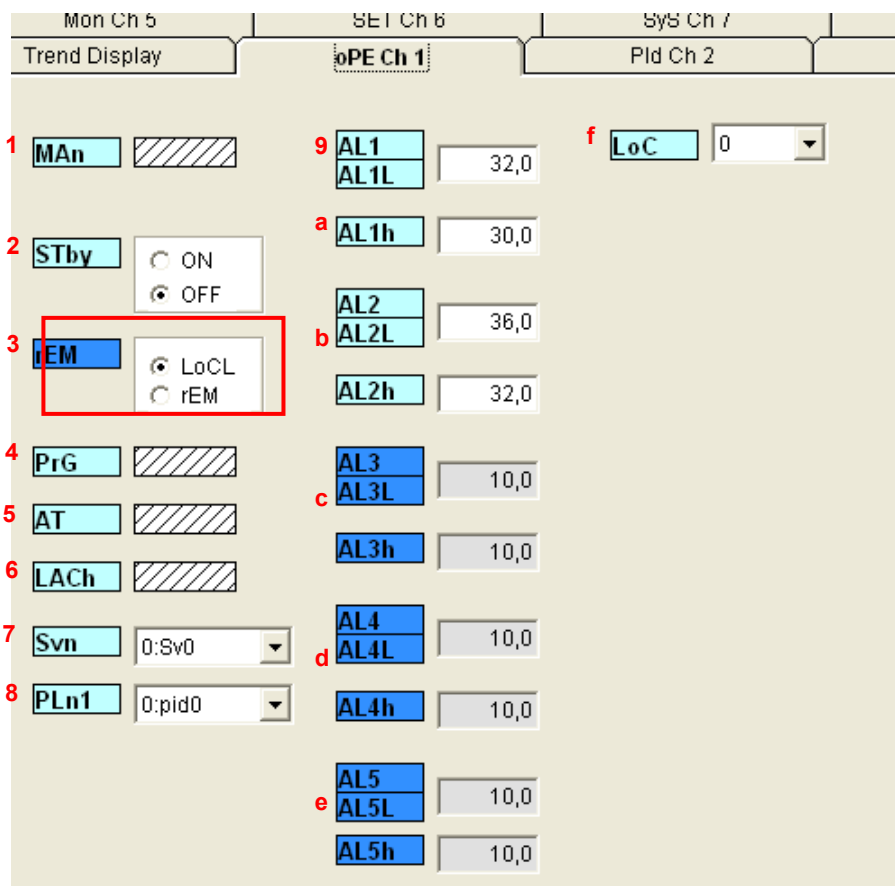 Mon Ch 5 SET Ch 6 SyS Ch 7
Trend Display oPE Ch 1 PId Ch 2
1 MAn
2 STby
ON
OFF
3 rEM
LoCL
rEM
4 PrG
5 AT
6 LACh
7 Svn 0:Sv0
8 PLn1 0:pid0
9 AL1
AL1L 32,0
a AL1h 30,0
AL2
b AL2L 36,0
AL2h 32,0
AL3
c AL3L 10,0
AL3h 10,0
AL4
d AL4L 10,0
AL4h 10,0
AL5
e AL5L 10,0
AL5h 10,0
f LoC 0